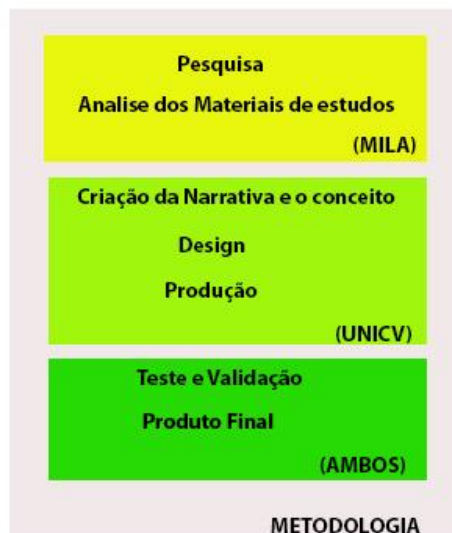 Pesquisa
Analise dos Materiais de estudos
(MILA)
Criação da Narrativa e o conceito
Design
Produção
(UNICV)
Teste e Validação
Produto Final
(AMBOS)
METODOLOGIA